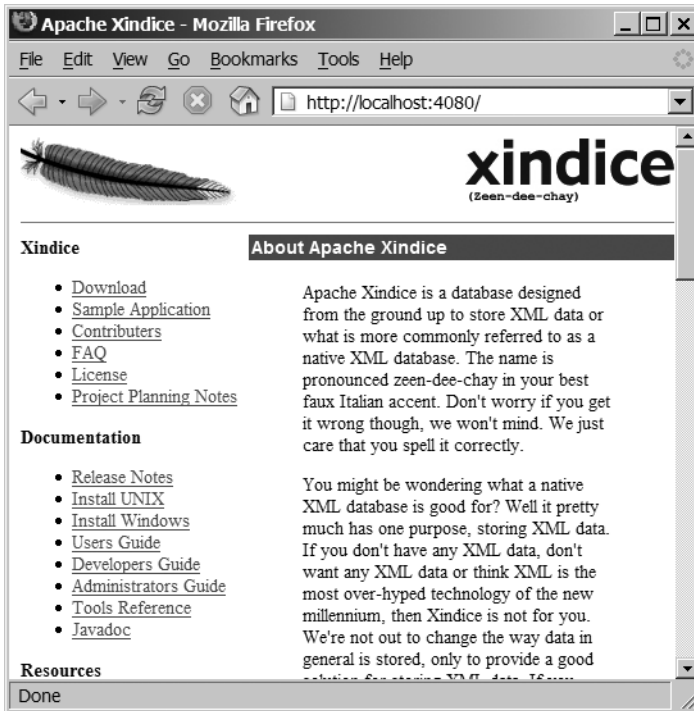 Apache Xindice - Mozilla Firefox
File Edit View Go Bookmarks Tools Help
http://localhost:4080/
xindice
(Zeen-dee-chay)
Xindice
Download
Sample Application
Contributers
FAQ
License
Project Planning Notes
Documentation
Release Notes
Install UNIX
Install Windows
Users Guide
Developers Guide
Administrators Guide
Tools Reference
Javadoc
Resources
About Apache Xindice
Apache Xindice is a database designed
from the ground up to store XML data or
what is more commonly referred to as a
native XML database. The name is
pronounced zeen-dee-chay in your best
faux Italian accent. Don't worry if you get
it wrong though, we won't mind. We just
care that you spell it correctly.
You might be wondering what a native
XML database is good for? Well it pretty
much has one purpose, storing XML data.
If you don't have any XML data, don't
want any XML data or think XML is the
most over-hyped technology of the new
millennium, then Xindice is not for you.
We're not out to change the way data in
general is stored, only to provide a good
solution for storing XML data. If you
Done